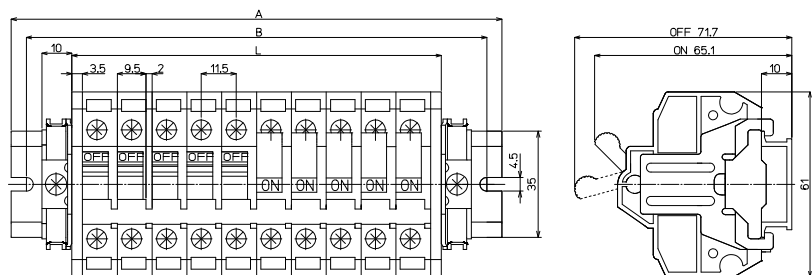 A
B
L
10
3.5
9.5
2
11.5
OFF OFF OFF OFF OFF
ON ON ON ON ON
4.5
35
OFF 71.7
ON 65.1
10
61